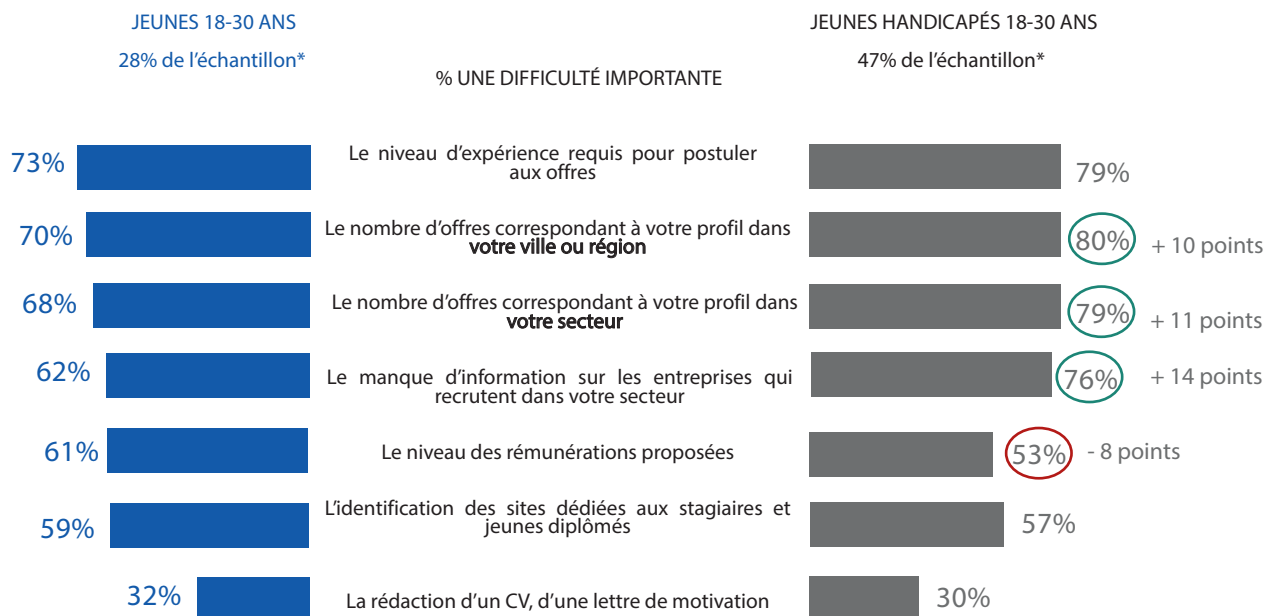 JEUNES 18-30 ANS
28% de l'échantillon*
JEUNES HANDICAPÉS 18-30 ANS
47% de l'échantillon*
% UNE DIFFICULTÉ IMPORTANTE
73%
Le niveau d'expérience requis pour postuler
aux offres
79%
70%
Le nombre d'offres correspondant à votre profil dans
votre ville ou région
80%
+ 10 points
68%
Le nombre d'offres correspondant à votre profil dans
votre secteur
79%
+ 11 points
62%
Le manque d'information sur les entreprises qui
recrutent dans votre secteur
76%
+ 14 points
61%
Le niveau des rémunérations proposées
53%
- 8 points
59%
L'identification des sites dédiées aux stagiaires et
jeunes diplômés
57%
32%
La rédaction d'un CV, d'une lettre de motivation
30%